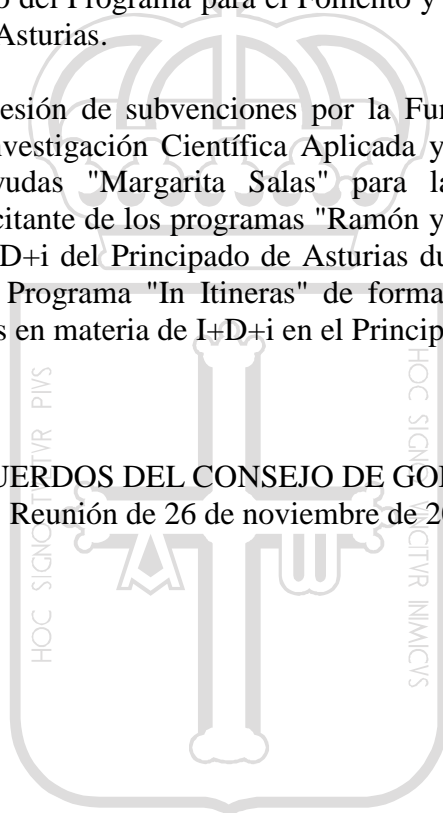 o del Programa para el Fomento y
Asturias.
esión de subvenciones por la Fu
nvestigación Científica Aplicada y
yudas "Margarita Salas" para la
citante de los programas "Ramón y
D+i del Principado de Asturias du
Programa "In Itineras" de forma
s en materia de I+D+i en el Princip
UERDOS DEL CONSEJO DE GO
Reunión de 26 de noviembre de 2
HOC SIGNO TVETVR PIVS
HOC SIGNO VINCITVR INIMICVS